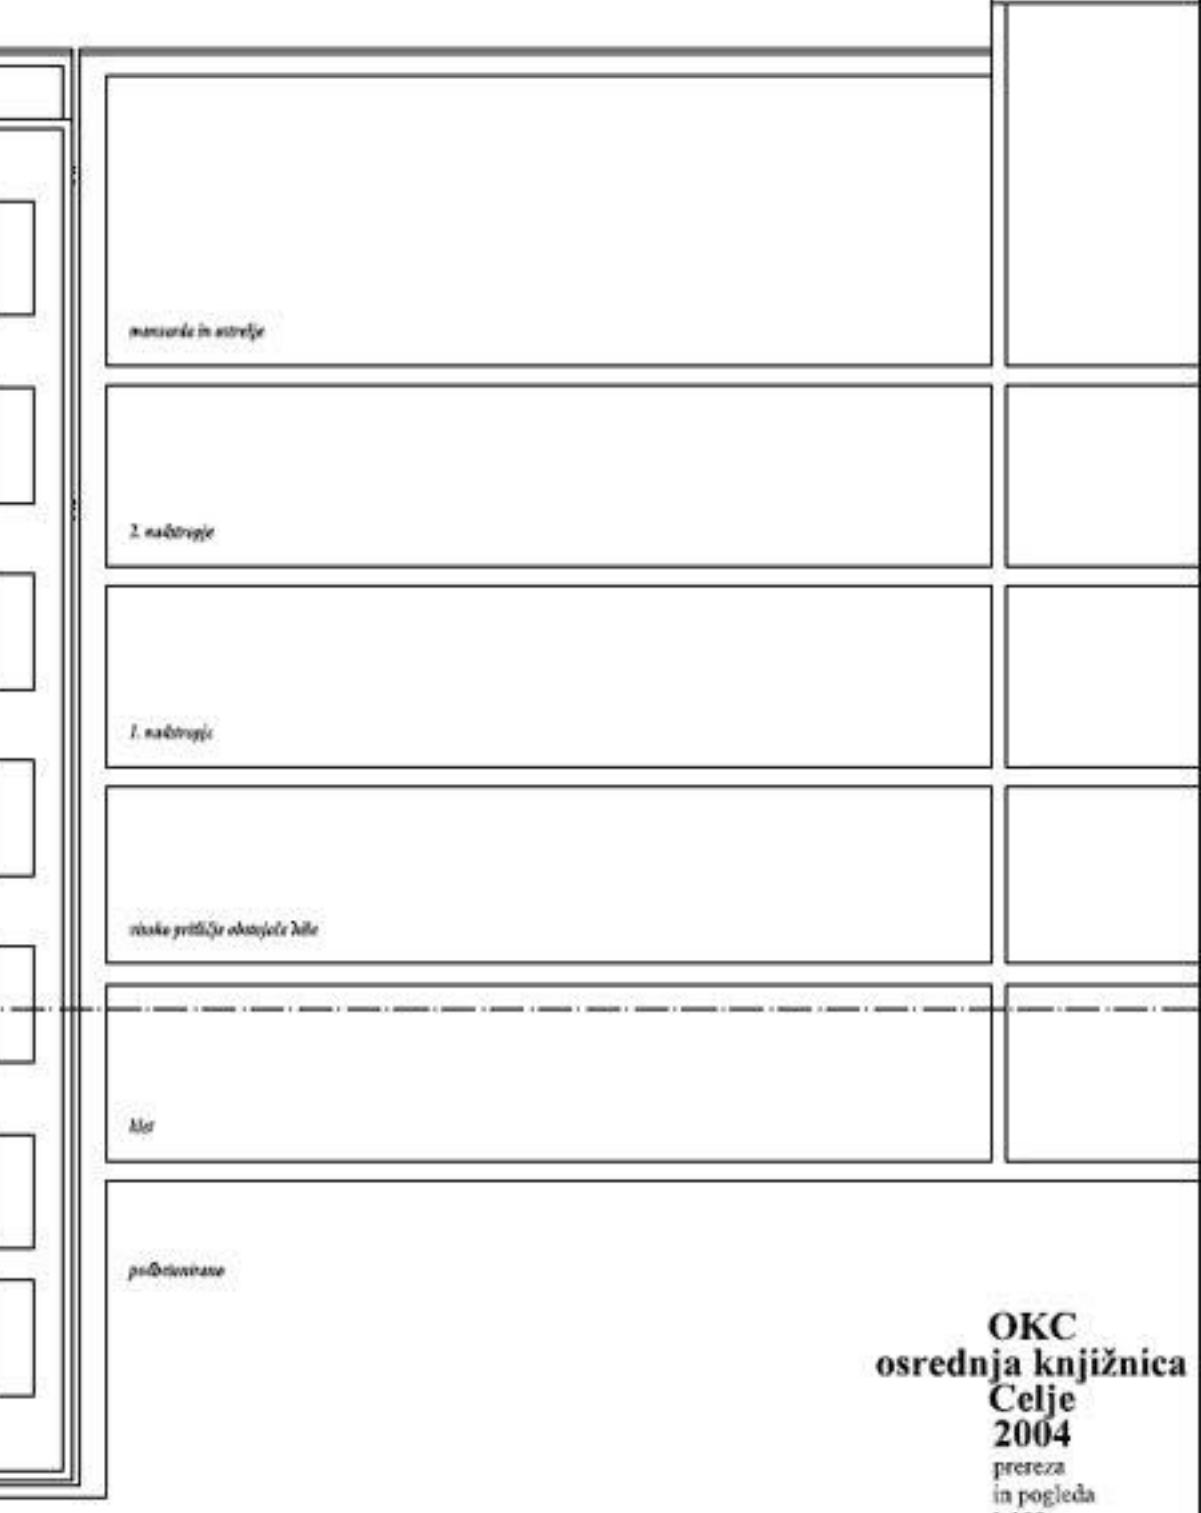 mansarda in ostrešje
2. nadstropje
1. nadstropje
visoko pritličje obstoječe hiše
klet
podbetonirano
OKC
osrednja knjižnica
Celje
2004
prereza
in pogleda